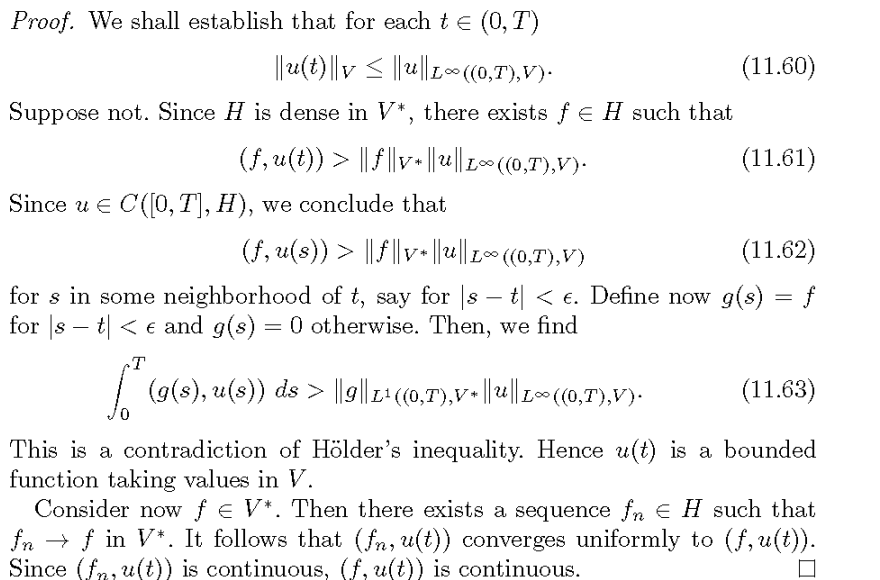 Proof. We shall establish that for each t ∈ (0, T)
‖u(t)‖_V ≤ ‖u‖_{L^∞((0,T),V)}. (11.60)
Suppose not. Since H is dense in V*, there exists f ∈ H such that
(f, u(t)) > ‖f‖_{V*}‖u‖_{L^∞((0,T),V)}. (11.61)
Since u ∈ C([0, T], H), we conclude that
(f, u(s)) > ‖f‖_{V*}‖u‖_{L^∞((0,T),V)} (11.62)
for s in some neighborhood of t, say for |s − t| < ϵ. Define now g(s) = f
for |s − t| < ϵ and g(s) = 0 otherwise. Then, we find
∫_0^T (g(s), u(s)) ds > ‖g‖_{L^1((0,T),V*}‖u‖_{L^∞((0,T),V)}. (11.63)
This is a contradiction of Hölder's inequality. Hence u(t) is a bounded
function taking values in V.
Consider now f ∈ V*. Then there exists a sequence f_n ∈ H such that
f_n → f in V*. It follows that (f_n, u(t)) converges uniformly to (f, u(t)).
Since (f_n, u(t)) is continuous, (f, u(t)) is continuous. □